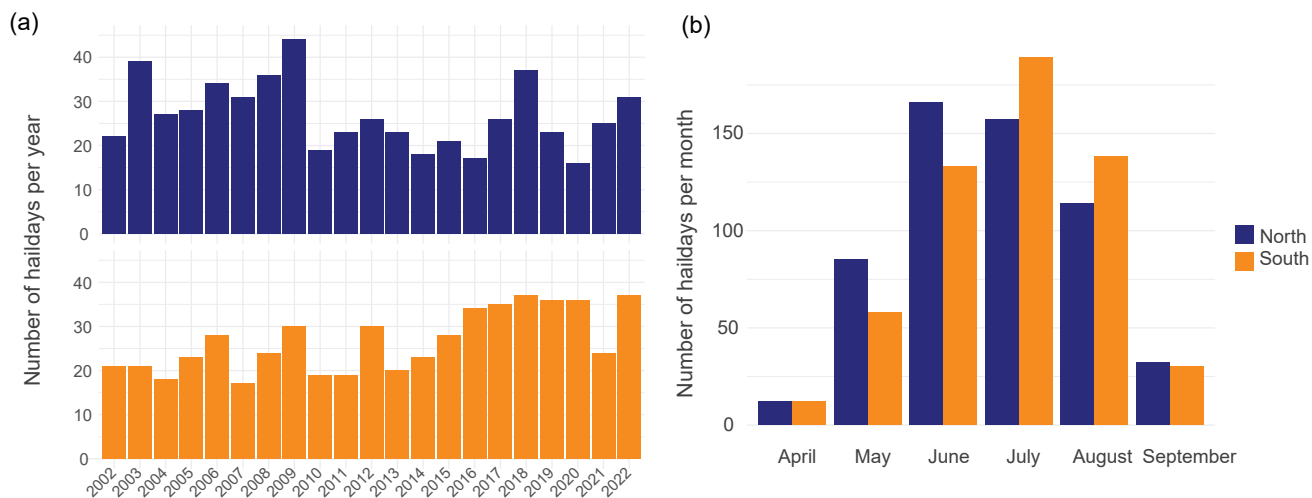 (a)
Number of haildays per year
40
30
20
10
0
40
30
20
10
0
2002
2003
2004
2005
2006
2007
2008
2009
2010
2011
2012
2013
2014
2015
2016
2017
2018
2019
2020
2021
2022
(b)
Number of haildays per month
150
100
50
0
April
May
June
July
August
September
North
South